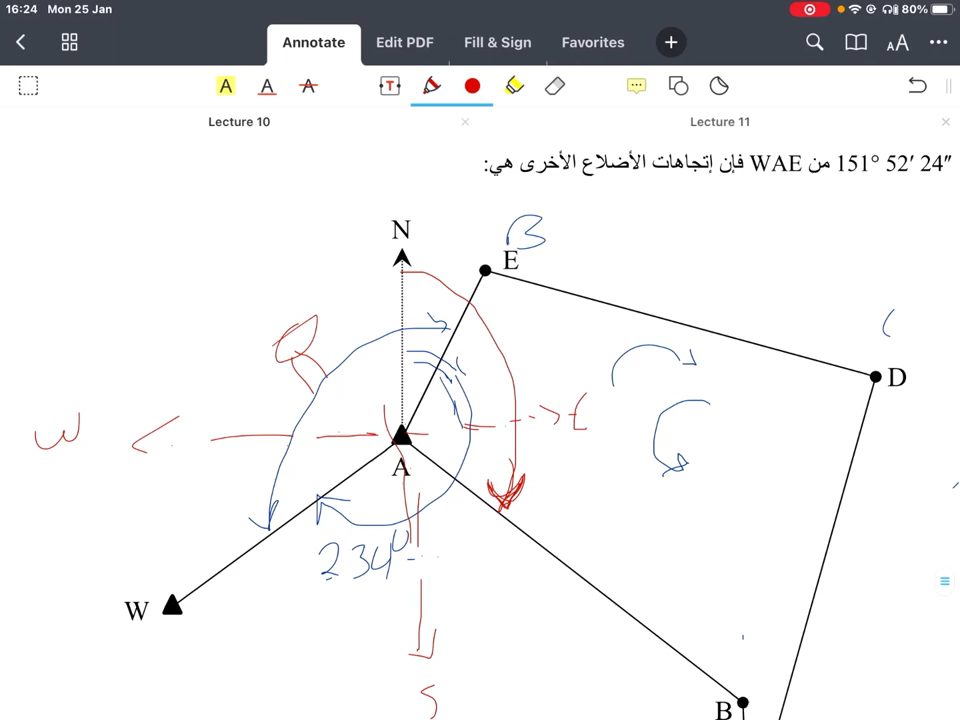 16:24 Mon 25 Jan
80%
Annotate Edit PDF Fill & Sign Favorites
A A A T AA
Lecture 10 Lecture 11
151° 52′ 24″ من WAE فإن إتجاهات الأضلاع الأخرى هي:
N
B
E
D
E
W
A
234°
W
S
B